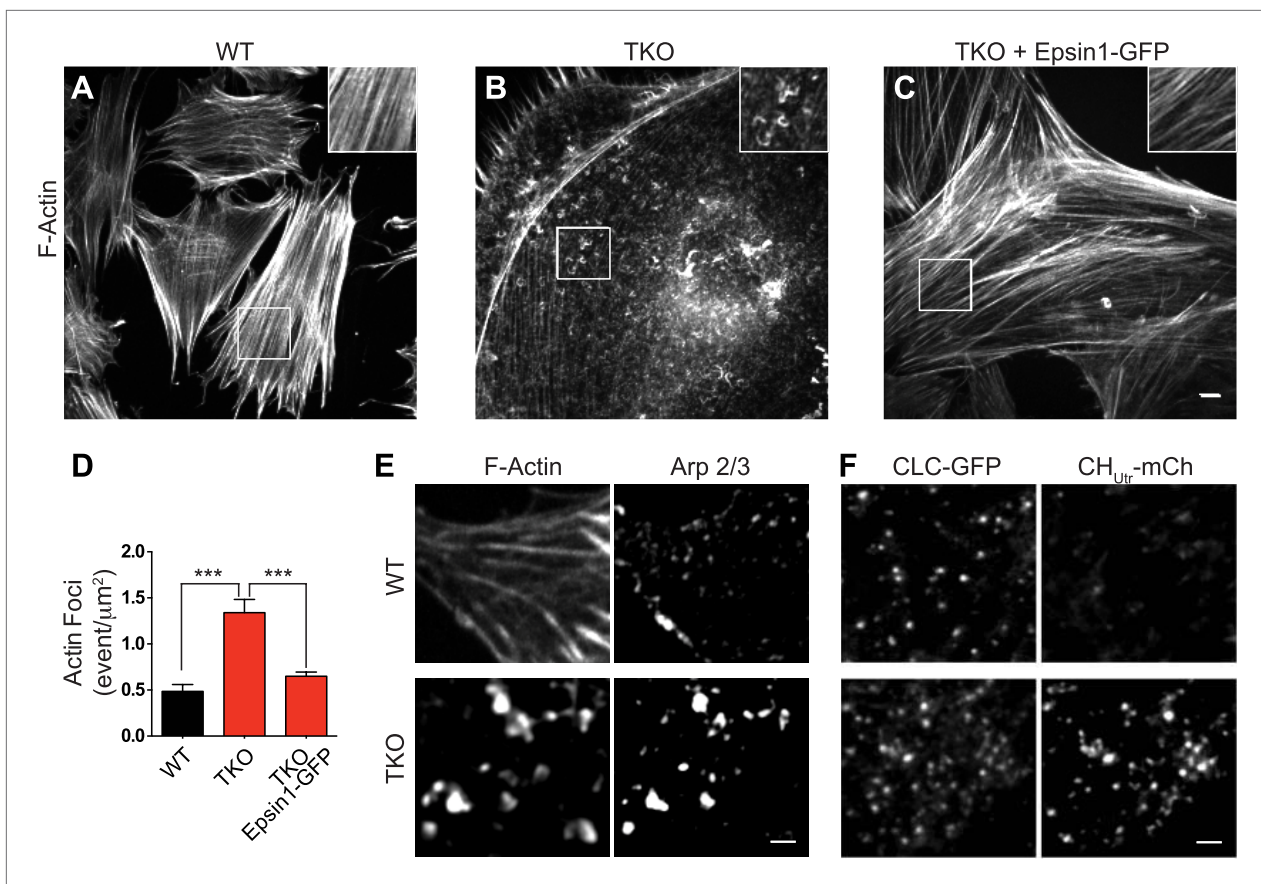 WT
TKO
TKO + Epsin1-GFP
A
B
C
F-Actin
D
Actin Foci
(event/μm²)
2.0
1.5
1.0
0.5
0.0
***
***
WT
TKO
TKO
Epsin1-GFP
E
F-Actin
Arp 2/3
WT
TKO
F
CLC-GFP
CH_Utr-mCh